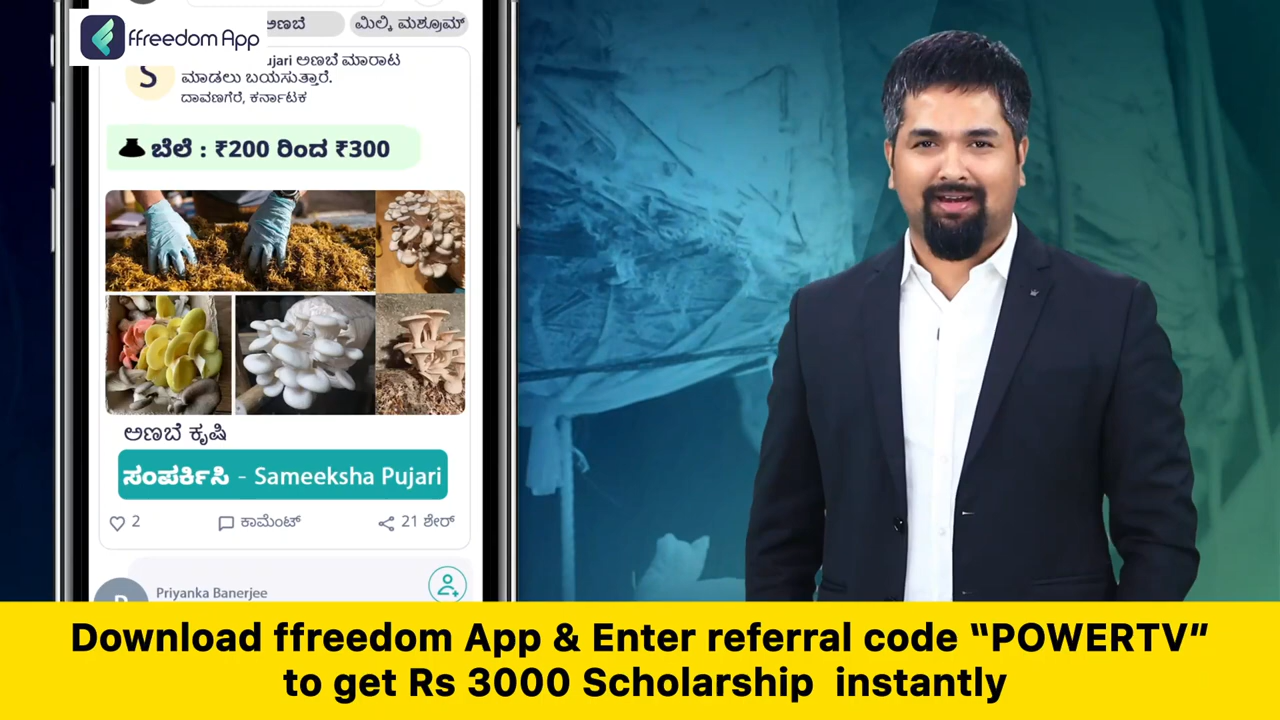 ಅಣಬೆ
ಮಿಲ್ಕಿ ಮಶ್ರೂಮ್
ffreedom App
S
ujari ಅಣಬೆ ಮಾರಾಟ
ಮಾಡಲು ಬಯಸುತ್ತಾರೆ.
ದಾವಣಗೆರೆ, ಕರ್ನಾಟಕ
ಬೆಲೆ : ₹200 ರಿಂದ ₹300
ಅಣಬೆ ಕೃಷಿ
ಸಂಪರ್ಕಿಸಿ - Sameeksha Pujari
2 ಕಾಮೆಂಟ್ 21 ಶೇರ್
Priyanka Banerjee
Download ffreedom App & Enter referral code “POWERTV”
to get Rs 3000 Scholarship instantly